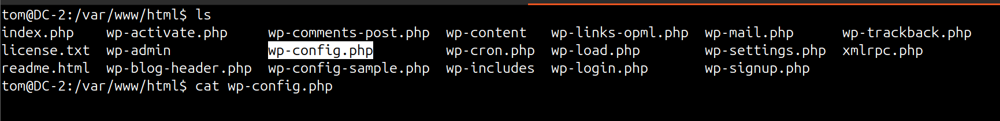 tom@DC-2:/var/www/html$ ls
index.php    wp-activate.php     wp-comments-post.php  wp-content   wp-links-opml.php  wp-mail.php      wp-trackback.php
license.txt  wp-admin            wp-config.php         wp-cron.php  wp-load.php        wp-settings.php  xmlrpc.php
readme.html  wp-blog-header.php  wp-config-sample.php  wp-includes  wp-login.php       wp-signup.php
tom@DC-2:/var/www/html$ cat wp-config.php